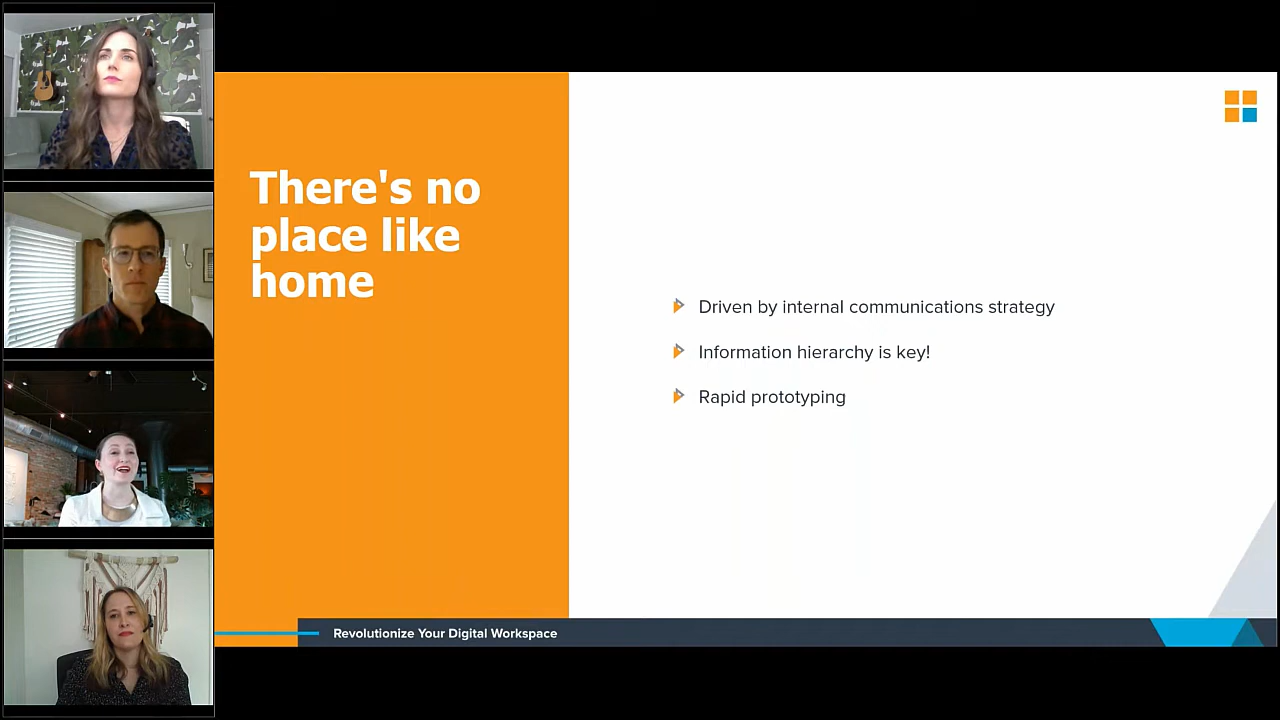 There's no
place like
home
Driven by internal communications strategy
Information hierarchy is key!
Rapid prototyping
Revolutionize Your Digital Workspace